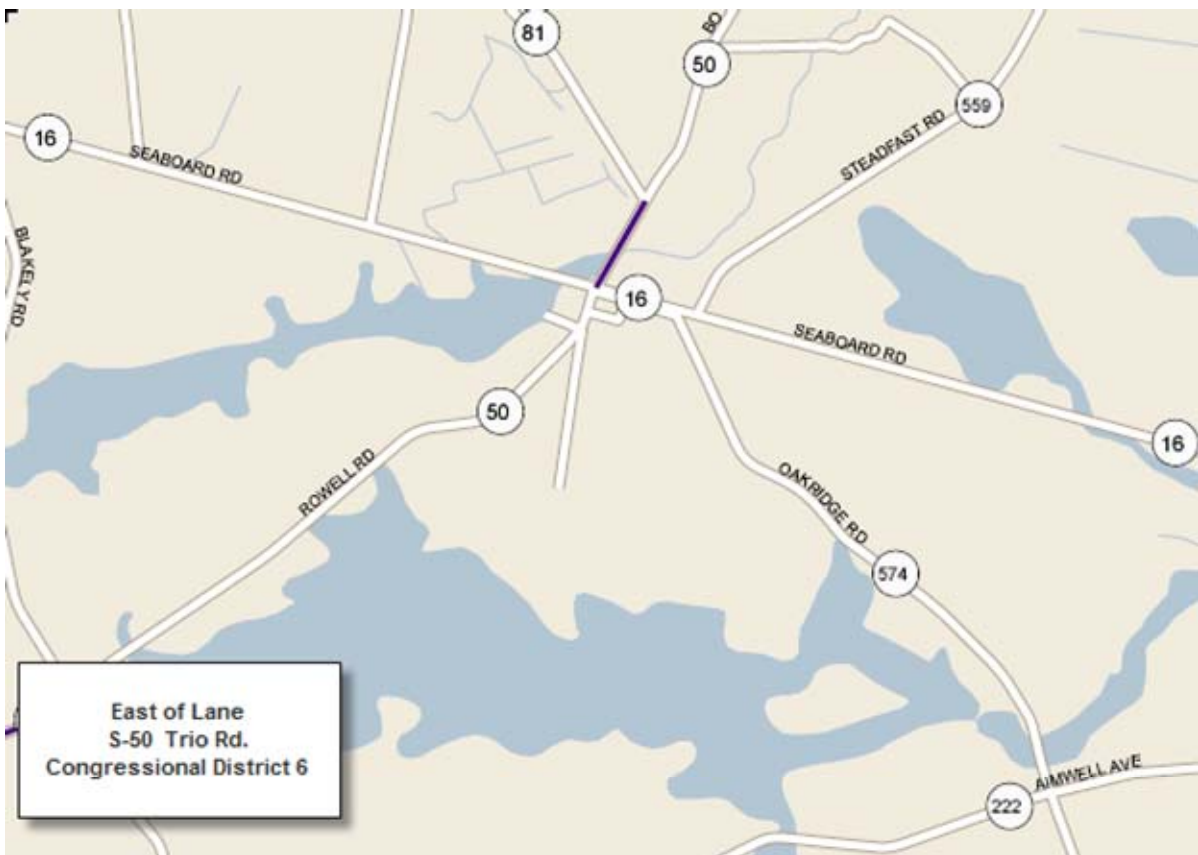 81
BO
50
559
16
SEABOARD RD
STEADFAST RD
BLAKELY RD
16
SEABOARD RD
50
16
ROWELL RD
OAKRIDGE RD
574
East of Lane
S-50 Trio Rd.
Congressional District 6
AIMWELL AVE
222